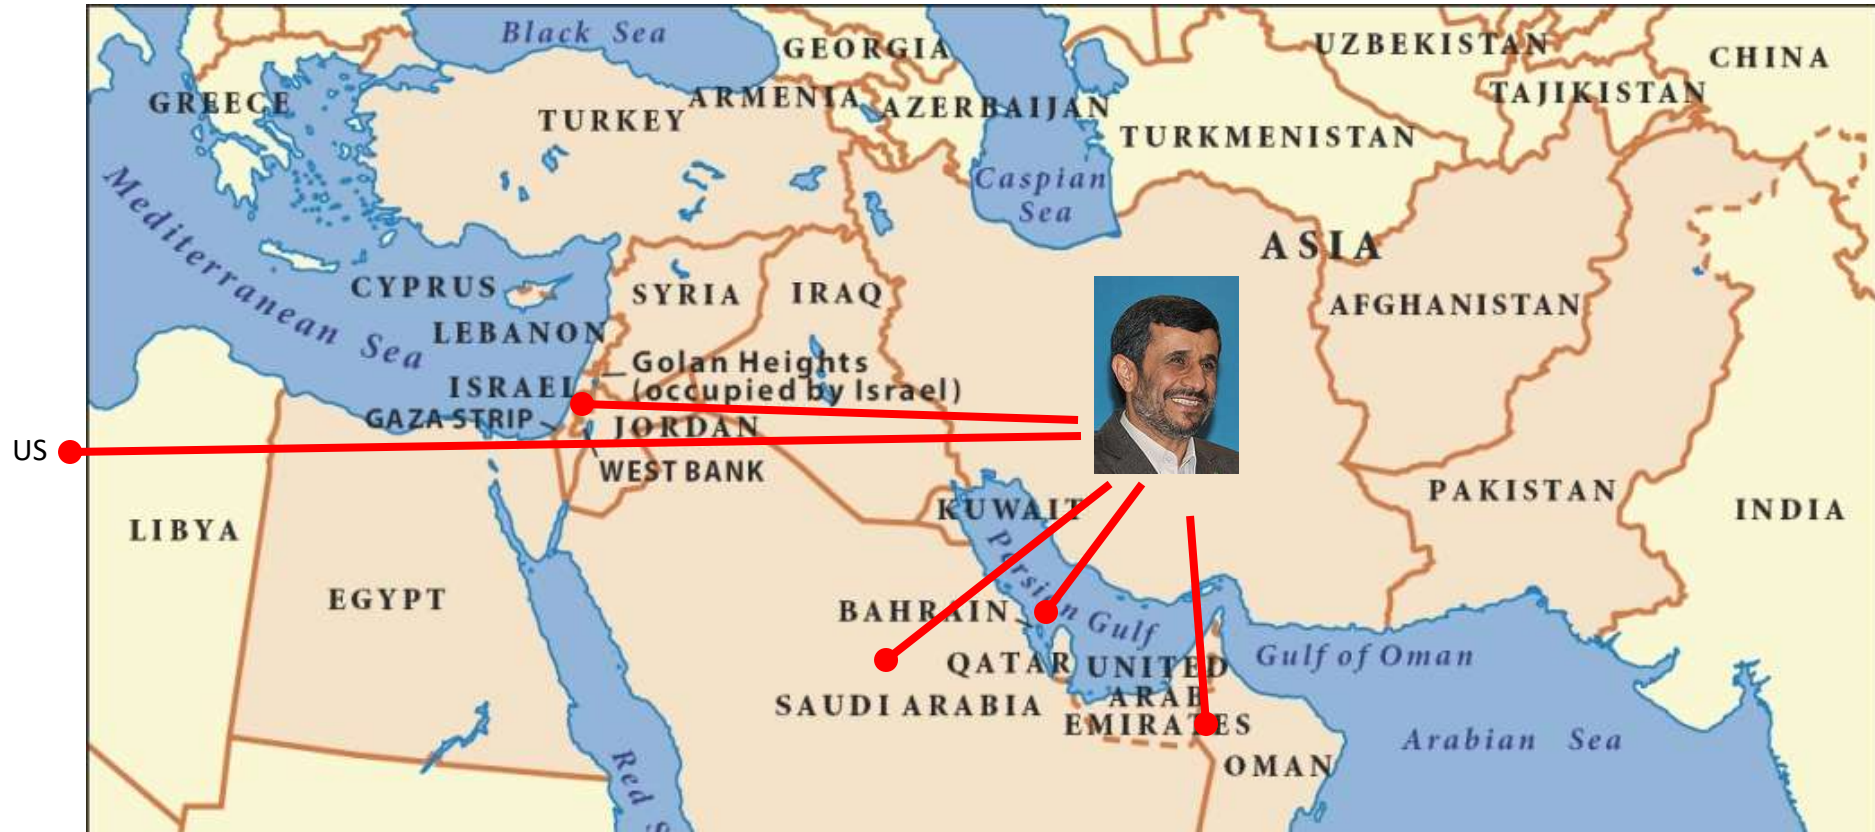 Black Sea
GEORGIA
UZBEKISTAN
CHINA
GREECE
TURKEY
ARMENIA
AZERBAIJAN
TURKMENISTAN
TAJIKISTAN
Mediterranean Sea
Caspian
Sea
ASIA
CYPRUS
SYRIA
IRAQ
AFGHANISTAN
LEBANON
Golan Heights
(occupied by Israel)
ISRAEL
GAZA STRIP
JORDAN
US
WEST BANK
KUWAIT
PAKISTAN
INDIA
LIBYA
Persian Gulf
EGYPT
BAHRAIN
QATAR
UNITED
ARAB
EMIRATES
Gulf of Oman
SAUDI ARABIA
OMAN
Arabian Sea
Red S